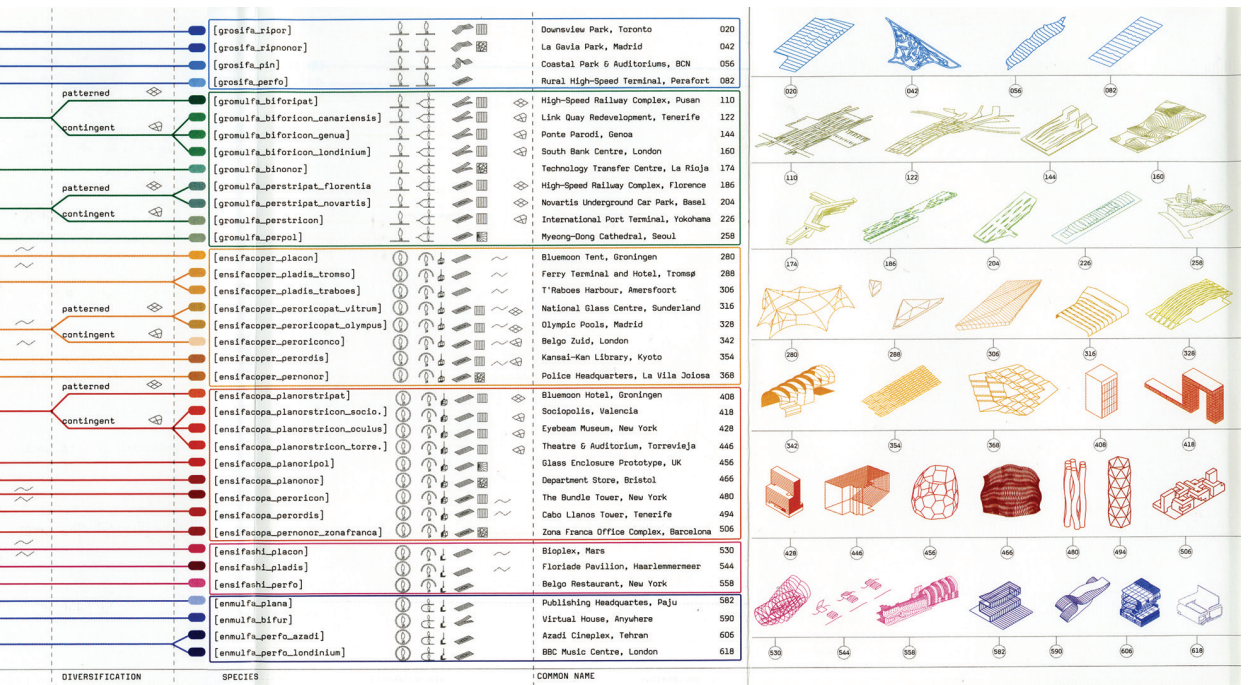 [grosifa_ripor] Downsview Park, Toronto 020
[grosifa_ripnonor] La Gavia Park, Madrid 042
[grosifa_pin] Coastal Park & Auditoriums, BCN 056
[grosifa_perfo] Rural High-Speed Terminal, Perafort 082
patterned [gromulfa_biforipat] High-Speed Railway Complex, Pusan 110
[gromulfa_biforicon_canariensis] Link Quay Redevelopment, Tenerife 122
contingent [gromulfa_biforicon_genua] Ponte Parodi, Genoa 144
[gromulfa_biforicon_londinium] South Bank Centre, London 160
[gromulfa_binonor] Technology Transfer Centre, La Rioja 174
patterned [gromulfa_perstripat_florentia High-Speed Railway Complex, Florence 186
[gromulfa_perstripat_novartis] Novartis Underground Car Park, Basel 204
contingent [gromulfa_perstricon] International Port Terminal, Yokohama 226
[gromulfa_perpol] Myeong-Dong Cathedral, Seoul 258
[ensifacoper_placon] Bluemoon Tent, Groningen 280
[ensifacoper_pladis_tromso] Ferry Terminal and Hotel, Tromsø 288
[ensifacoper_pladis_traboes] T'Raboes Harbour, Amersfoort 306
patterned [ensifacoper_peroricopat_vitrum] National Glass Centre, Sunderland 316
[ensifacoper_peroricopat_olympus] Olympic Pools, Madrid 328
contingent [ensifacoper_peroriconco] Belgo Zuid, London 342
[ensifacoper_perordis] Kansai-Kan Library, Kyoto 354
[ensifacoper_pernonor] Police Headquarters, La Vila Joiosa 368
patterned [ensifacopa_planorstripat] Bluemoon Hotel, Groningen 408
[ensifacopa_planorstricon_socio.] Sociopolis, Valencia 418
contingent [ensifacopa_planorstricon_oculus] Eyebeam Museum, New York 428
[ensifacopa_planorstricon_torre.] Theatre & Auditorium, Torrevieja 446
[ensifacopa_planoripol] Glass Enclosure Prototype, UK 456
[ensifacopa_planonor] Department Store, Bristol 466
[ensifacopa_peroricon] The Bundle Tower, New York 480
[ensifacopa_perordis] Cabo Llanos Tower, Tenerife 494
[ensifacopa_pernonor_zonafranca] Zona Franca Office Complex, Barcelona 506
[ensifashi_placon] Bioplex, Mars 530
[ensifashi_pladis] Floriade Pavilion, Haarlemmermeer 544
[ensifashi_perfo] Belgo Restaurant, New York 558
[enmulfa_plana] Publishing Headquartes, Paju 582
[enmulfa_bifur] Virtual House, Anywhere 590
[enmulfa_perfo_azadi] Azadi Cineplex, Tehran 606
[enmulfa_perfo_londinium] BBC Music Centre, London 618
DIVERSIFICATION SPECIES COMMON NAME
020 042 056 082
110 122 144 160
174 186 204 226 258
280 288 306 316 328
342 354 368 408 418
428 446 456 466 480 494 506
530 544 558 582 590 606 618